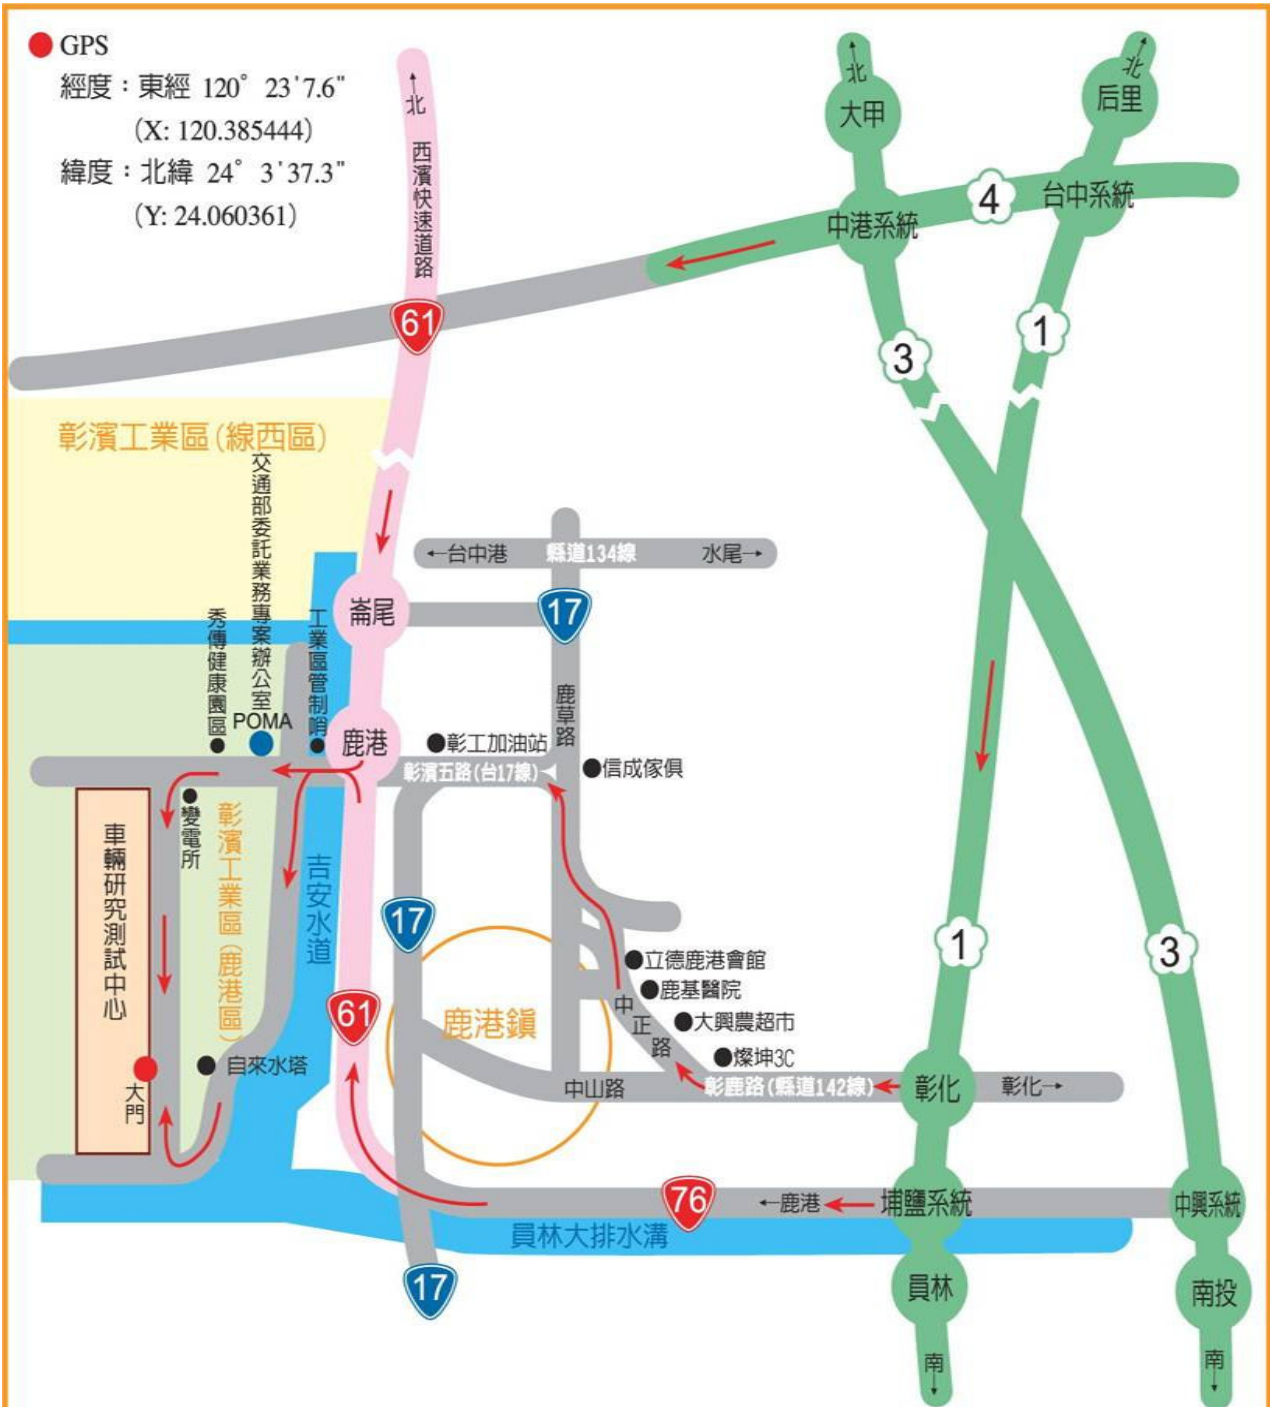 GPS
經度：東經 120° 23'7.6"
(X: 120.385444)
緯度：北緯 24° 3'37.3"
(Y: 24.060361)
←北
西濱快速道路
61
←北
大甲
←北
后里
4
台中系統
中港系統
3
1
彰濱工業區(線西區)
交通部委託業務專案辦公室
POMA
秀傳健康園區
工業區管制哨
崙尾
←台中港
縣道134線
水尾→
17
鹿草路
鹿港
彰工加油站
彰濱五路(台17線)
信成傢俱
變電所
車輛研究測試中心
彰濱工業區(鹿港區)
吉安水道
17
61
鹿港鎮
立德鹿港會館
鹿基醫院
中正路
大興農超市
燦坤3C
1
3
大門
自來水塔
中山路
彰鹿路(縣道142線)
彰化
彰化→
76
←鹿港
埔鹽系統
中興系統
員林大排水溝
17
員林
南投
南→
南→